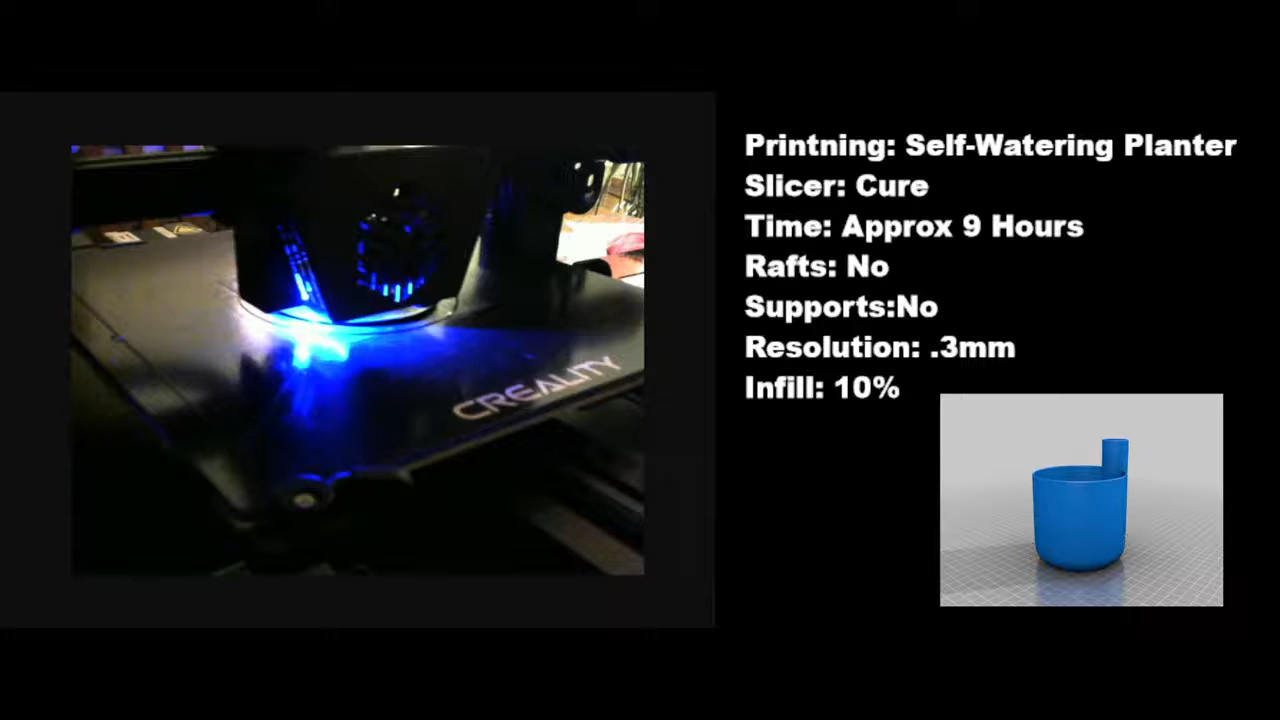 Printning: Self-Watering Planter
Slicer: Cure
Time: Approx 9 Hours
Rafts: No
Supports:No
Resolution: .3mm
Infill: 10%
CREALITY